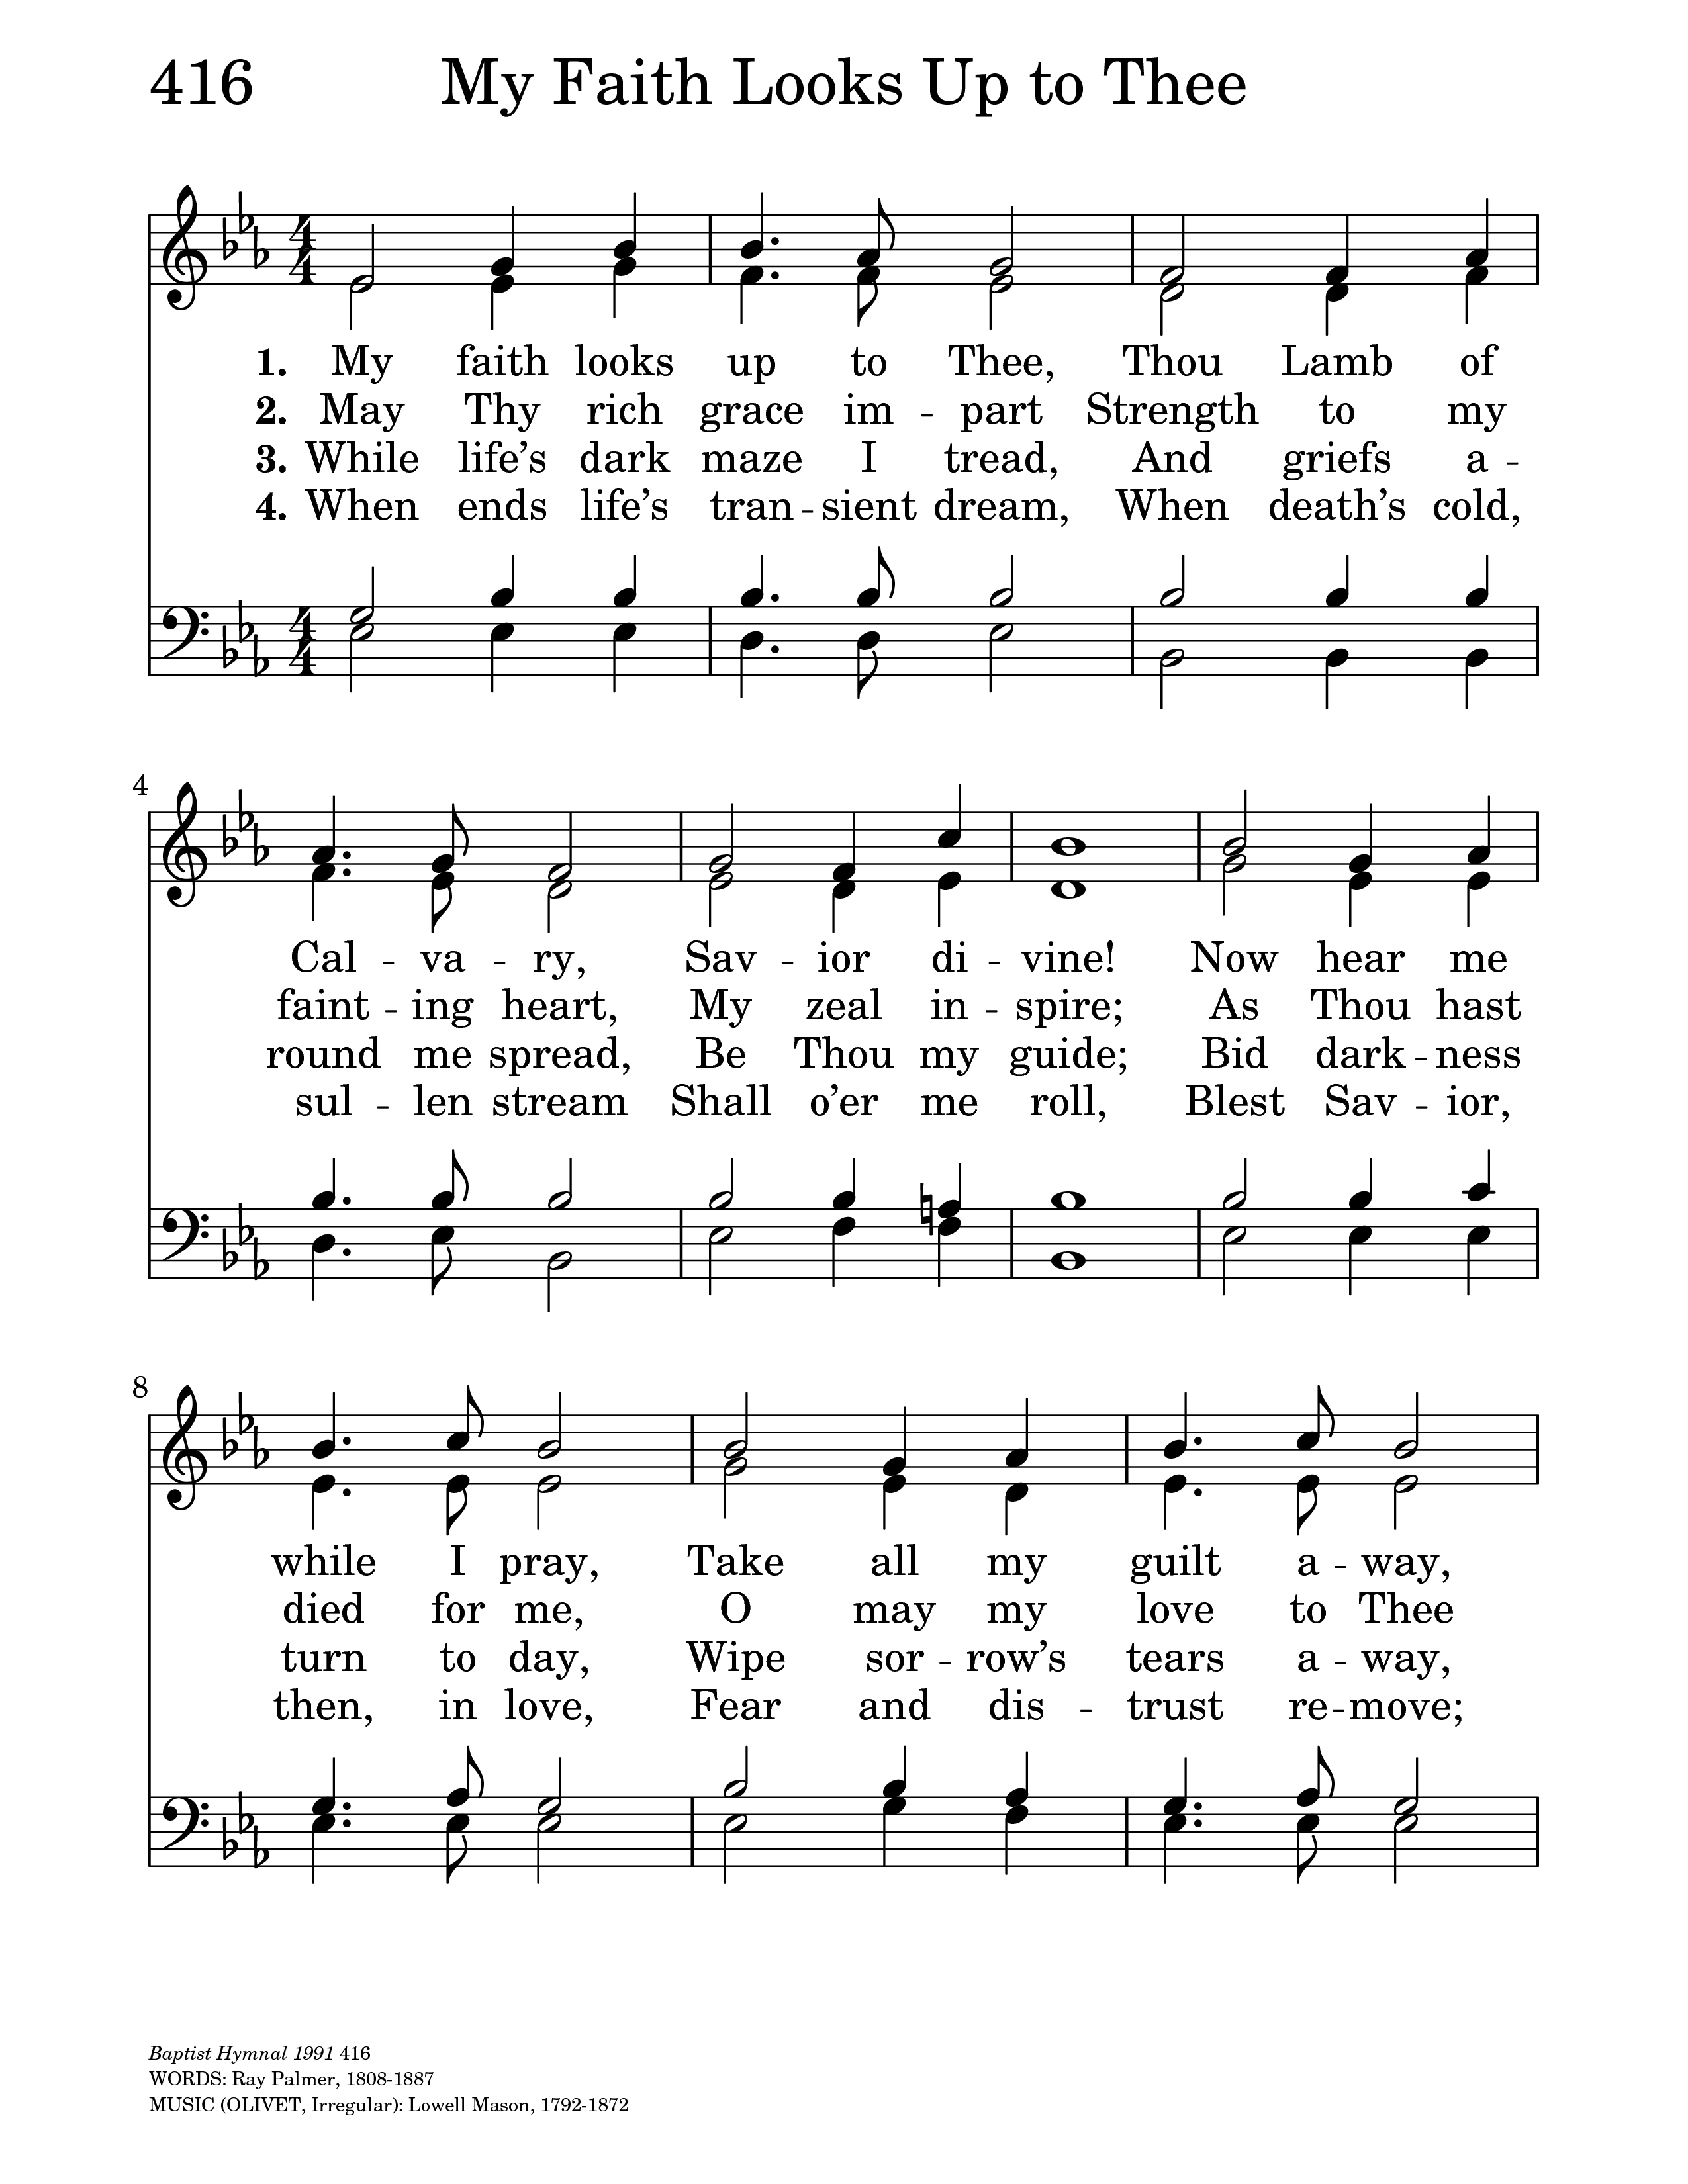 416 My Faith Looks Up to Thee
4
4
1. My faith looks up to Thee, Thou Lamb of
2. May Thy rich grace im - part Strength to my
3. While life’s dark maze I tread, And griefs a -
4. When ends life’s tran - sient dream, When death’s cold,
4
4
4
Cal - va - ry, Sav - ior di - vine! Now hear me
faint - ing heart, My zeal in - spire; As Thou hast
round me spread, Be Thou my guide; Bid dark - ness
sul - len stream Shall o’er me roll, Blest Sav - ior,
8
while I pray, Take all my guilt a - way,
died for me, O may my love to Thee
turn to day, Wipe sor - row’s tears a - way,
then, in love, Fear and dis - trust re - move;
Baptist Hymnal 1991 416
WORDS: Ray Palmer, 1808-1887
MUSIC (OLIVET, Irregular): Lowell Mason, 1792-1872